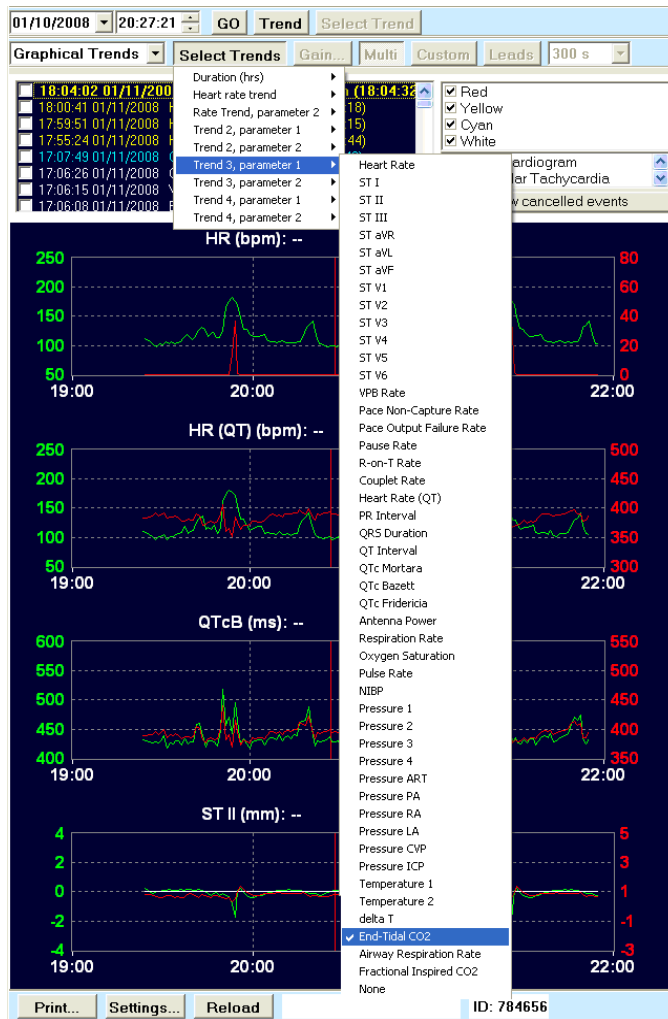 01/10/2008 20:27:21 GO Trend Select Trend
Graphical Trends Select Trends Gain... Multi Custom Leads 300 s
Duration (hrs)
Heart rate trend
Rate Trend, parameter 2
Trend 2, parameter 1
Trend 2, parameter 2
Trend 3, parameter 1
Trend 3, parameter 2
Trend 4, parameter 1
Trend 4, parameter 2
18:04:02 01/11/200 (18:04:32
18:00:41 01/11/2008 :18)
17:59:51 01/11/2008 :15)
17:55:24 01/11/2008 :44)
17:07:49 01/11/2008
17:06:26 01/11/2008
17:06:15 01/11/2008
17:06:08 01/11/2008
Red
Yellow
Cyan
White
ardiogram
lar Tachycardia
w cancelled events
Heart Rate
ST I
ST II
ST III
ST aVR
ST aVL
ST aVF
ST V1
ST V2
ST V3
ST V4
ST V5
ST V6
VPB Rate
Pace Non-Capture Rate
Pace Output Failure Rate
Pause Rate
R-on-T Rate
Couplet Rate
Heart Rate (QT)
PR Interval
QRS Duration
QT Interval
QTc Mortara
QTc Bazett
QTc Fridericia
Antenna Power
Respiration Rate
Oxygen Saturation
Pulse Rate
NIBP
Pressure 1
Pressure 2
Pressure 3
Pressure 4
Pressure ART
Pressure PA
Pressure RA
Pressure LA
Pressure CVP
Pressure ICP
Temperature 1
Temperature 2
delta T
End-Tidal CO2
Airway Respiration Rate
Fractional Inspired CO2
None
HR (bpm): --
250 80
200 60
150 40
100 20
50 0
19:00 20:00 22:00
HR (QT) (bpm): --
250 500
200 450
150 400
100 350
50 300
19:00 20:00 22:00
QTcB (ms): --
600 550
550 500
500 450
450 400
400 350
19:00 20:00 22:00
ST II (mm): --
4 5
2 3
0 1
-2 -1
-4 -3
19:00 20:00 22:00
Print... Settings... Reload ID: 784656